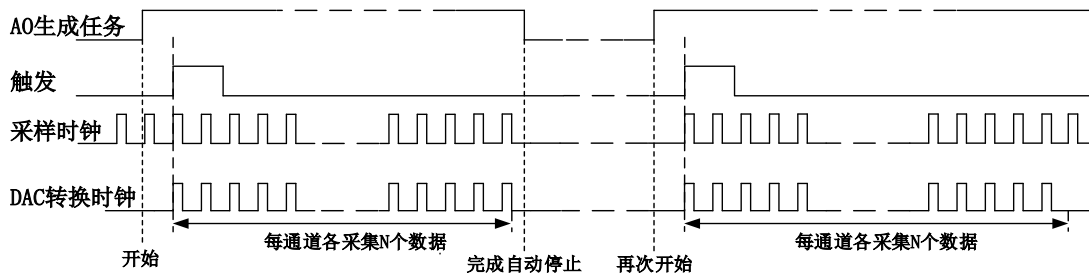 AO生成任务
触发
采样时钟
DAC转换时钟
每通道各采集N个数据
每通道各采集N个数据
开始
完成自动停止
再次开始